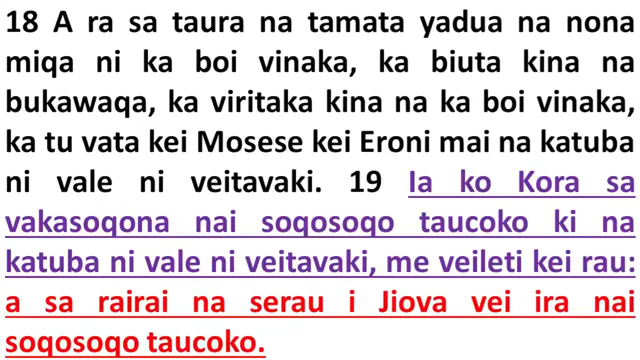 18 A ra sa taura na tamata yadua na nona
miqa ni ka boi vinaka, ka biuta kina na
bukawaqa, ka viritaka kina na ka boi vinaka,
ka tu vata kei Mosese kei Eroni mai na katuba
ni vale ni veitavaki. 19 Ia ko Kora sa
vakasoqona nai soqosoqo taucoko ki na
katuba ni vale ni veitavaki, me veileti kei rau:
a sa rairai na serau i Jiova vei ira nai
soqosoqo taucoko.